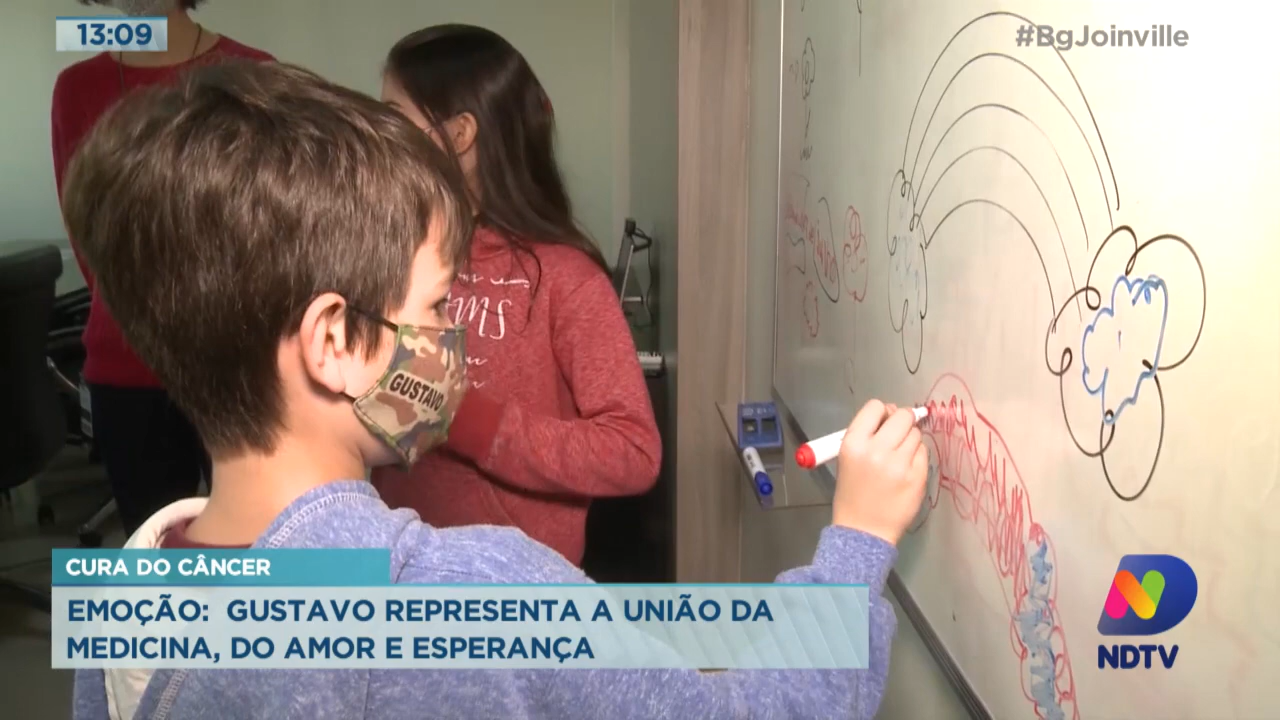 13:09
#BgJoinville
GUSTAVO
CURA DO CÂNCER
EMOÇÃO: GUSTAVO REPRESENTA A UNIÃO DA
MEDICINA, DO AMOR E ESPERANÇA
NDTV